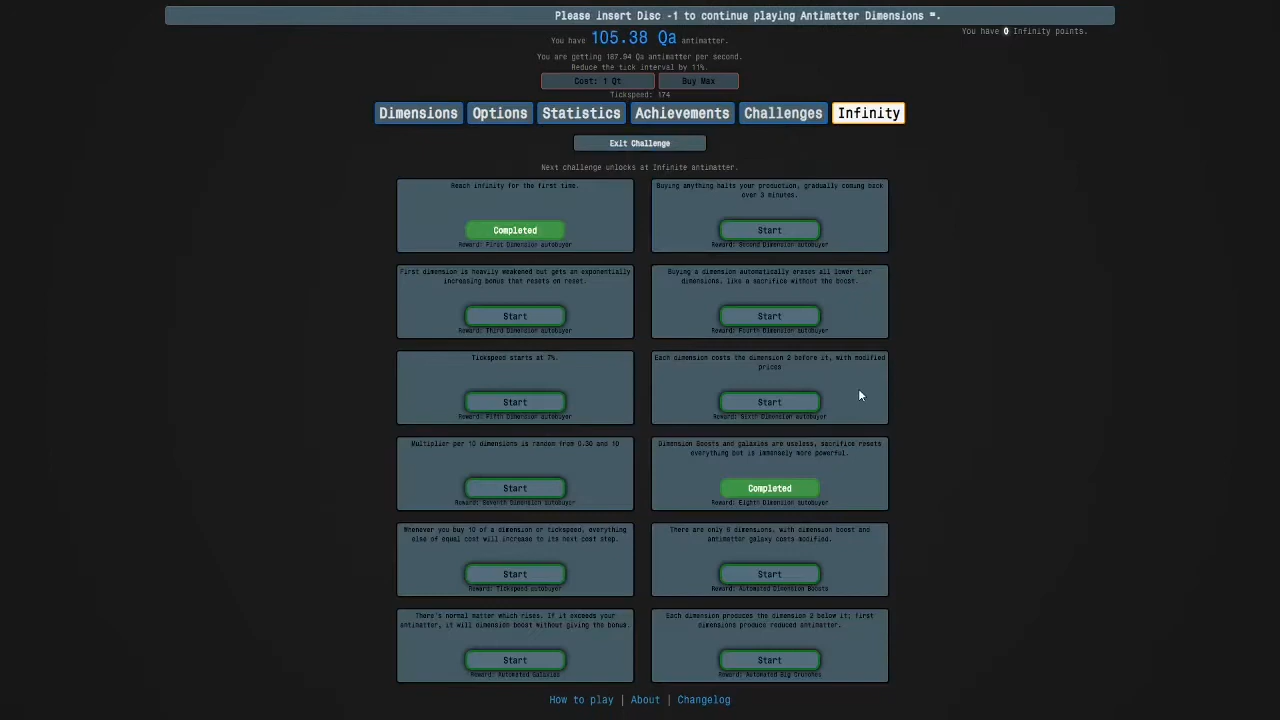 Please insert Disc -1 to continue playing Antimatter Dimensions ™.
You have 0 Infinity points.
You have 105.38 Qa antimatter.
You are getting 187.94 Qa antimatter per second.
Reduce the tick interval by 11%.
Cost: 1 Qt
Buy Max
Tickspeed: 174
Dimensions
Options
Statistics
Achievements
Challenges
Infinity
Exit Challenge
Next challenge unlocks at Infinite antimatter.
Reach infinity for the first time.
Completed
Reward: First Dimension autobuyer
Buying anything halts your production, gradually coming back
over 3 minutes.
Start
Reward: Second Dimension autobuyer
First dimension is heavily weakened but gets an exponentially
increasing bonus that resets on reset.
Start
Reward: Third Dimension autobuyer
Buying a dimension automatically erases all lower tier
dimensions, like a sacrifice without the boost.
Start
Reward: Fourth Dimension autobuyer
Tickspeed starts at 7%.
Start
Reward: Fifth Dimension autobuyer
Each dimension costs the dimension 2 before it, with modified
prices
Start
Reward: Sixth Dimension autobuyer
Multiplier per 10 dimensions is random from 0.30 and 10
Start
Reward: Seventh Dimension autobuyer
Dimension Boosts and galaxies are useless, sacrifice resets
everything but is immensely more powerful.
Completed
Reward: Eighth Dimension autobuyer
Whenever you buy 10 of a dimension or tickspeed, everything
else of equal cost will increase to its next cost step.
Start
Reward: Tickspeed autobuyer
There are only 6 dimensions, with dimension boost and
antimatter galaxy costs modified.
Start
Reward: Automated Dimension Boosts
There's normal matter which rises. If it exceeds your
antimatter, it will dimension boost without giving the bonus.
Start
Reward: Automated Galaxies
Each dimension produces the dimension 2 below it; first
dimensions produce reduced antimatter.
Start
Reward: Automated Big Crunches
How to play | About | Changelog